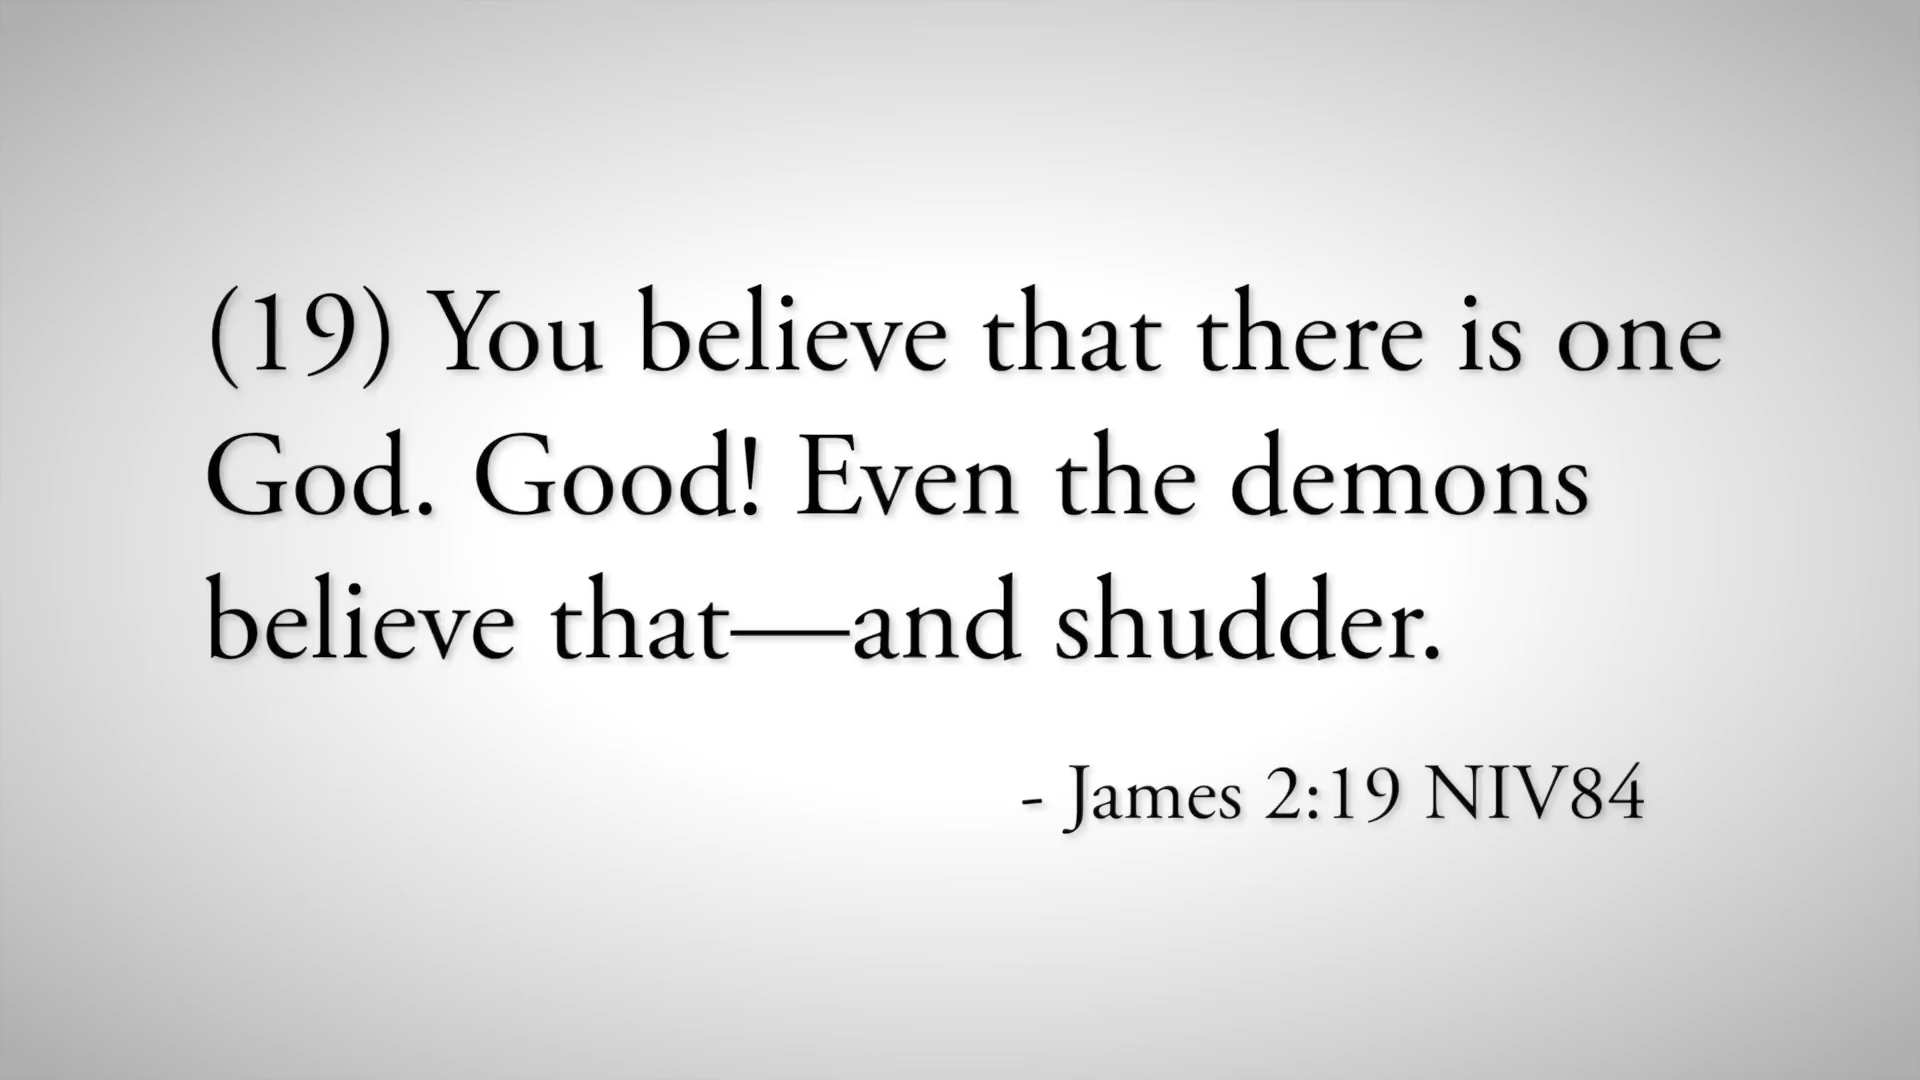 (19) You believe that there is one
God. Good! Even the demons
believe that—and shudder.
- James 2:19 NIV84